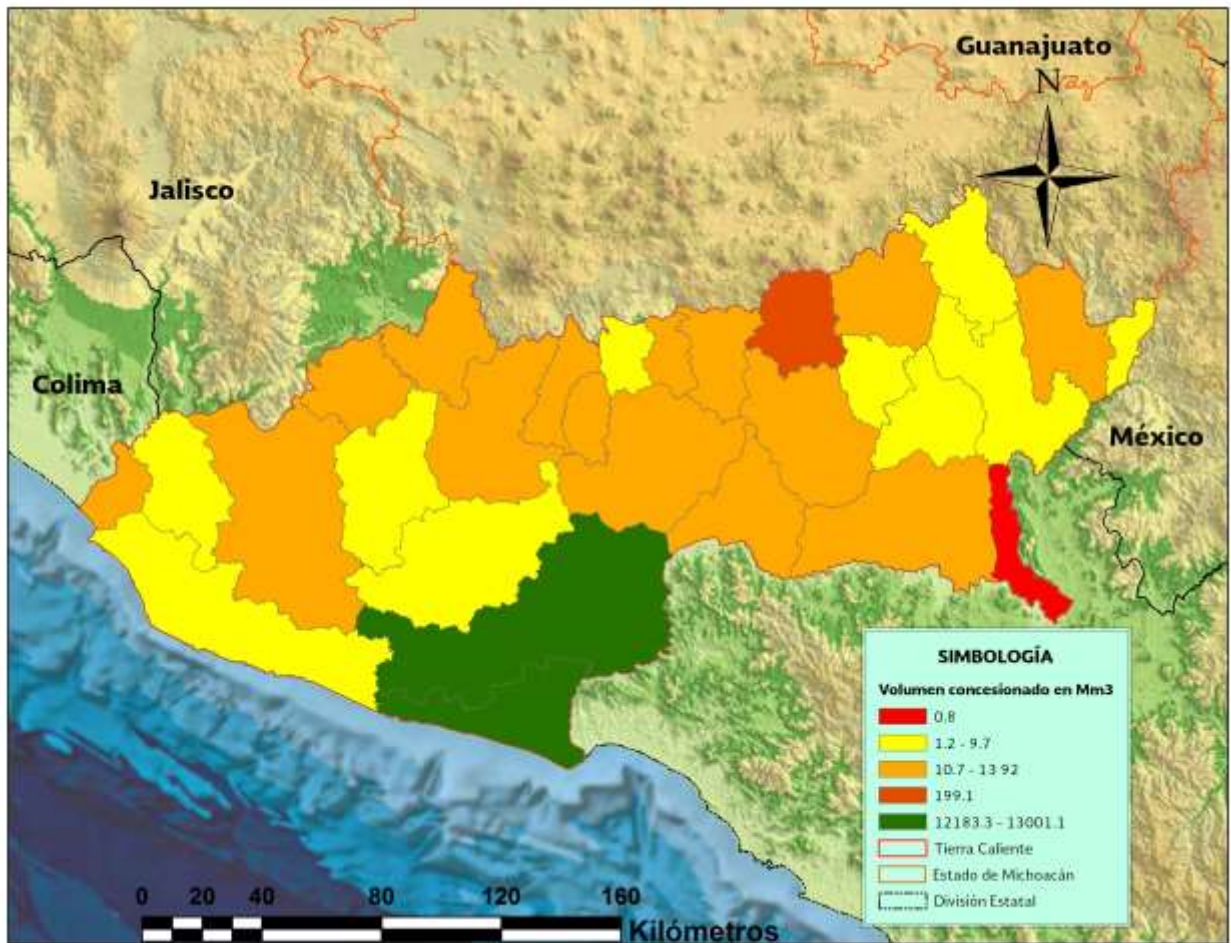 Guanajuato
N
Jalisco
Colima
México
SIMBOLOGÍA
Volumen concesionado en Mm3
0.8
1.2 - 9.7
10.7 - 13 92
199.1
12183.3 - 13001.1
Tierra Caliente
Estado de Michoacán
División Estatal
0 20 40 80 120 160
Kilómetros